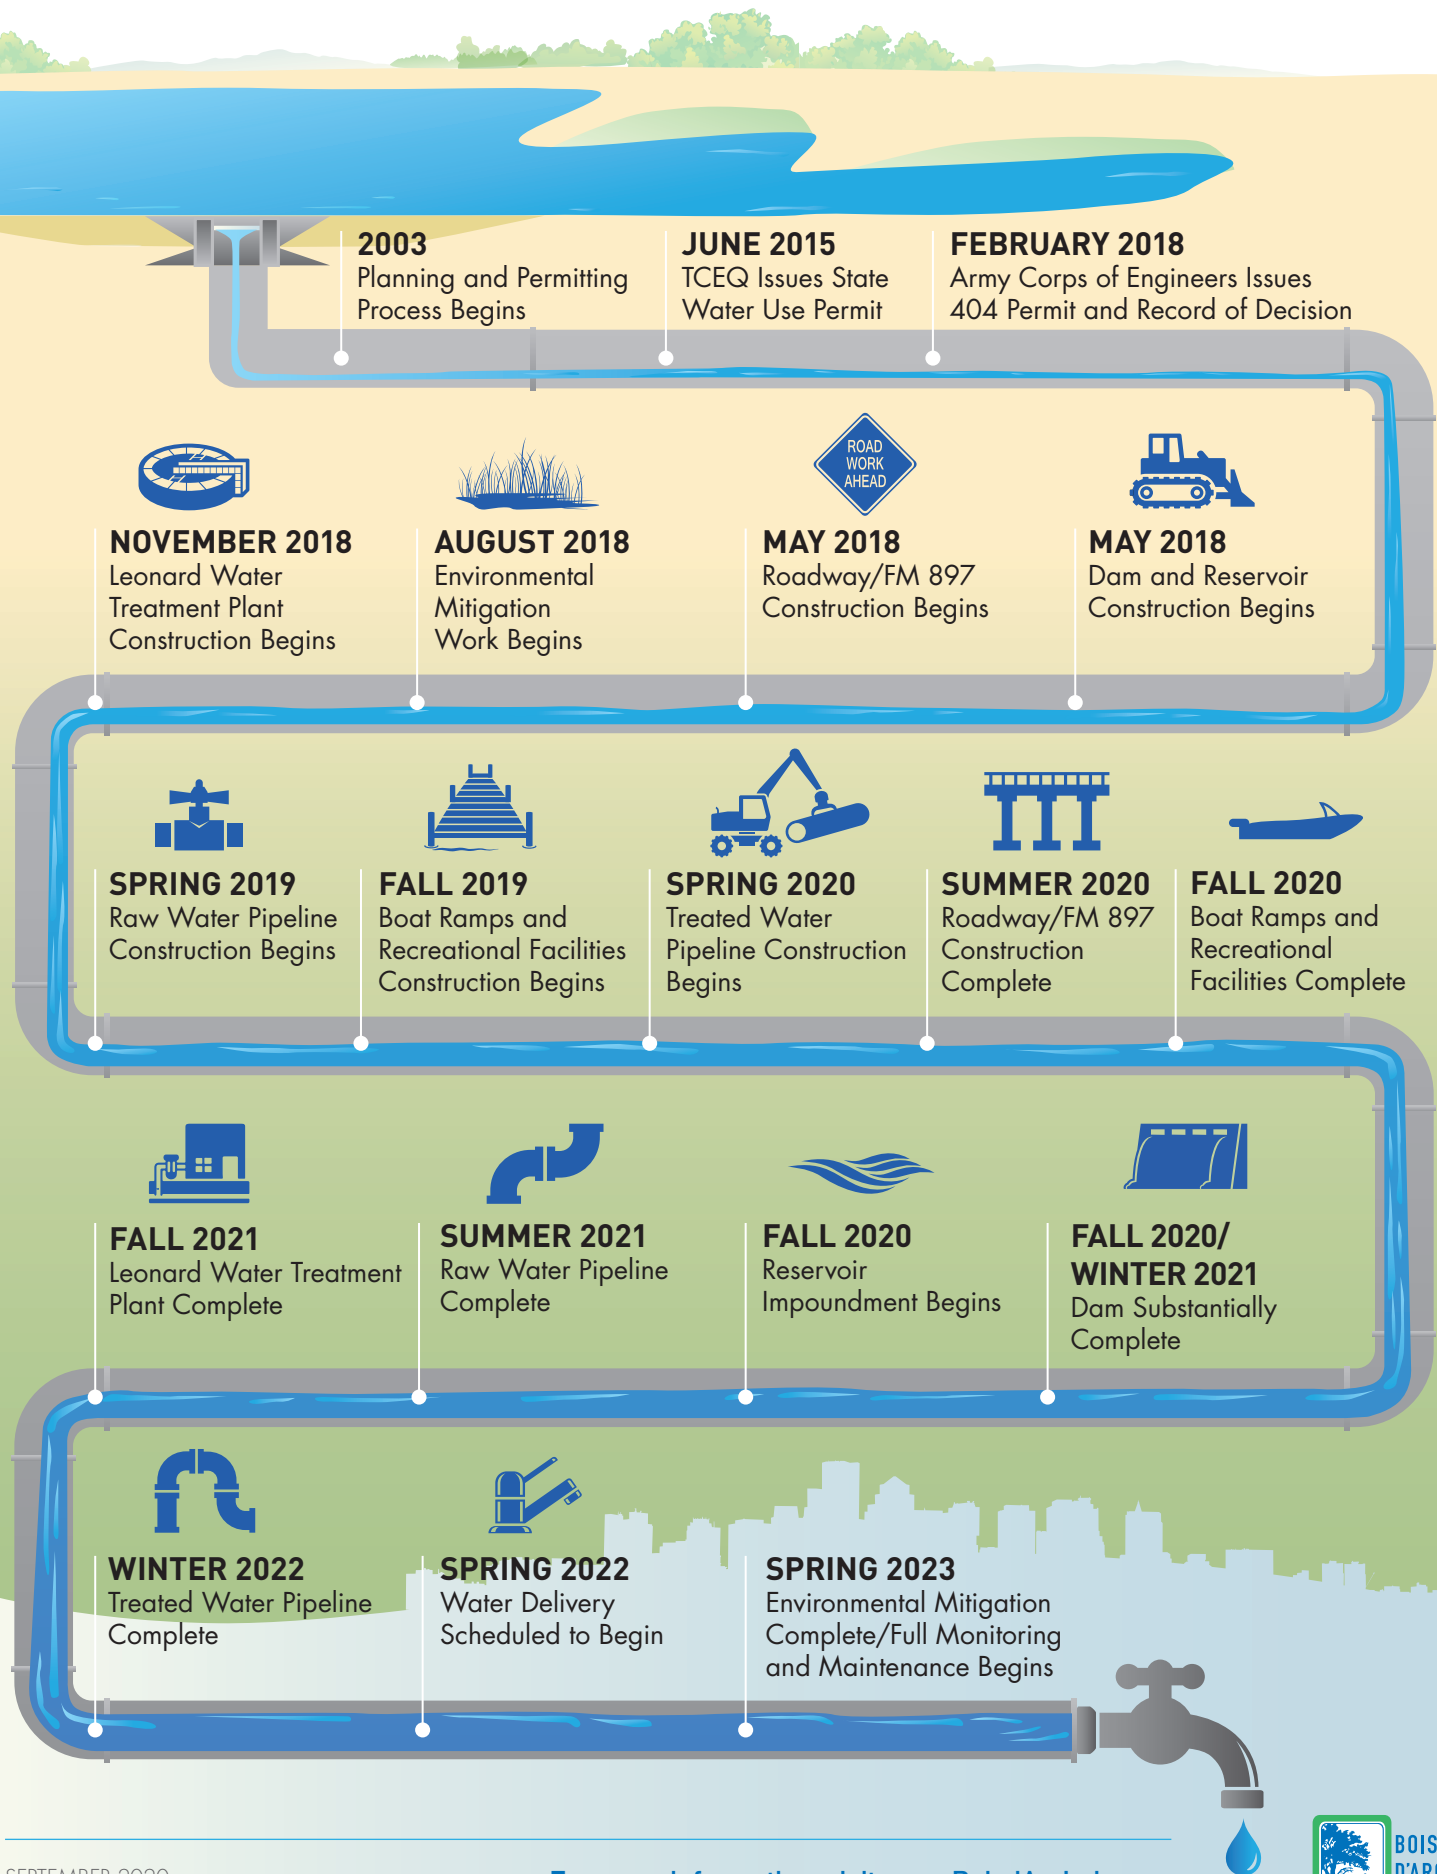 2003
Planning and Permitting
Process Begins
JUNE 2015
TCEQ Issues State
Water Use Permit
FEBRUARY 2018
Army Corps of Engineers Issues
404 Permit and Record of Decision
NOVEMBER 2018
Leonard Water
Treatment Plant
Construction Begins
AUGUST 2018
Environmental
Mitigation
Work Begins
ROAD
WORK
AHEAD
MAY 2018
Roadway/FM 897
Construction Begins
MAY 2018
Dam and Reservoir
Construction Begins
SPRING 2019
Raw Water Pipeline
Construction Begins
FALL 2019
Boat Ramps and
Recreational Facilities
Construction Begins
SPRING 2020
Treated Water
Pipeline Construction
Begins
SUMMER 2020
Roadway/FM 897
Construction
Complete
FALL 2020
Boat Ramps and
Recreational
Facilities Complete
FALL 2021
Leonard Water Treatment
Plant Complete
SUMMER 2021
Raw Water Pipeline
Complete
FALL 2020
Reservoir
Impoundment Begins
FALL 2020/
WINTER 2021
Dam Substantially
Complete
WINTER 2022
Treated Water Pipeline
Complete
SPRING 2022
Water Delivery
Scheduled to Begin
SPRING 2023
Environmental Mitigation
Complete/Full Monitoring
and Maintenance Begins
SEPTEMBER 2020
BOIS